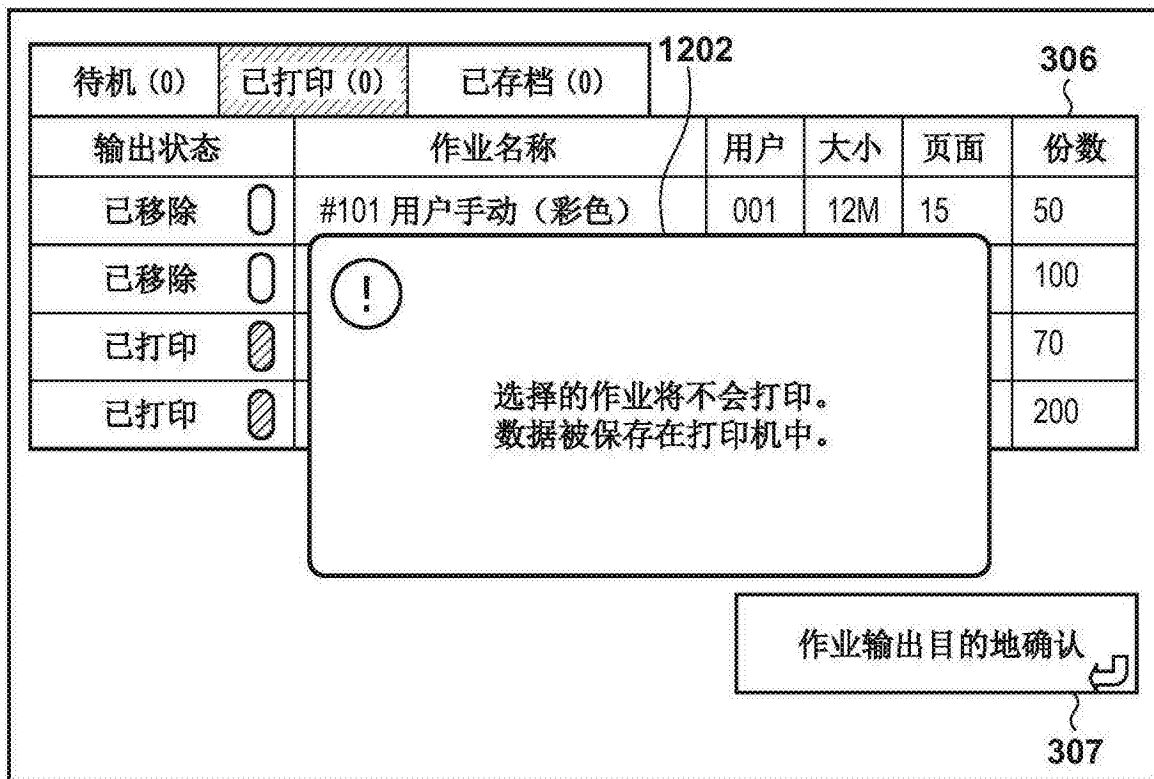 1202
306
待机 (0) 已打印 (0) 已存档 (0)
输出状态 作业名称 用户 大小 页面 份数
已移除 #101 用户手动（彩色） 001 12M 15 50
已移除 100
已打印 70
已打印 200
!
选择的作业将不会打印。
数据被保存在打印机中。
作业输出目的地确认
307